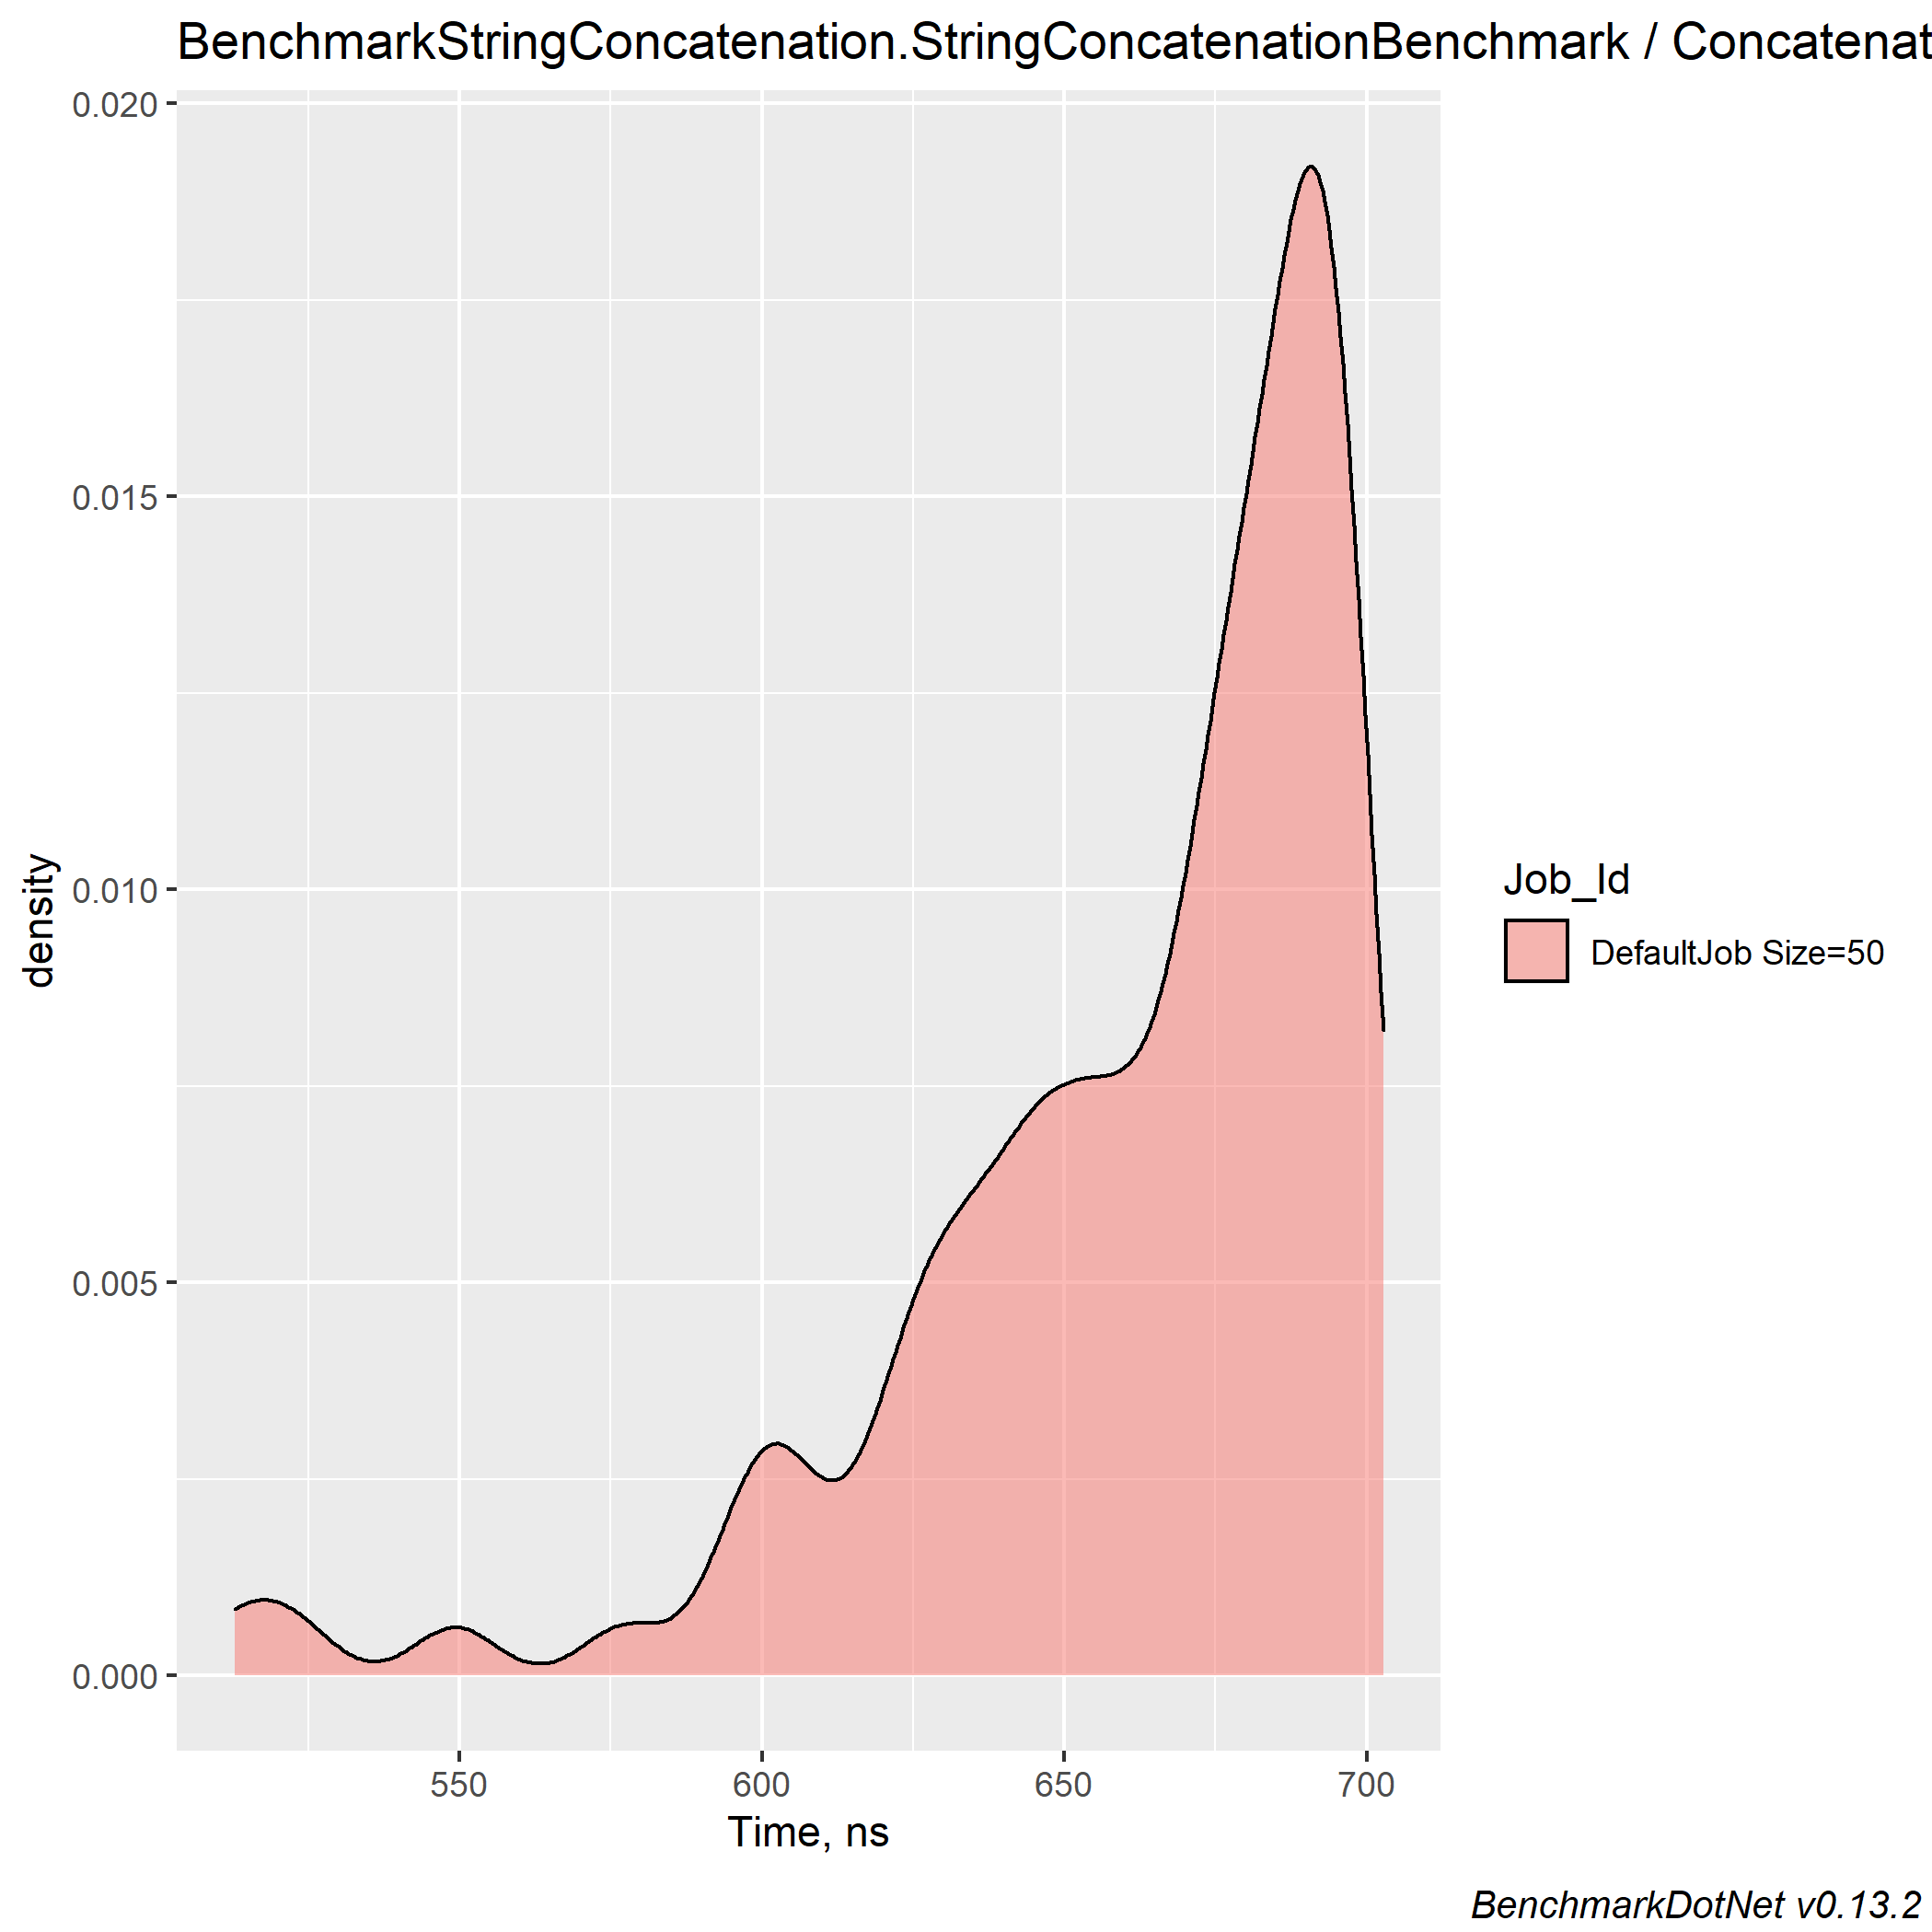 BenchmarkStringConcatenation.StringConcatenationBenchmark / Concatenat
0.020
0.015
0.010
0.005
0.000
density
550 600 650 700
Time, ns
Job_Id
DefaultJob Size=50
BenchmarkDotNet v0.13.2